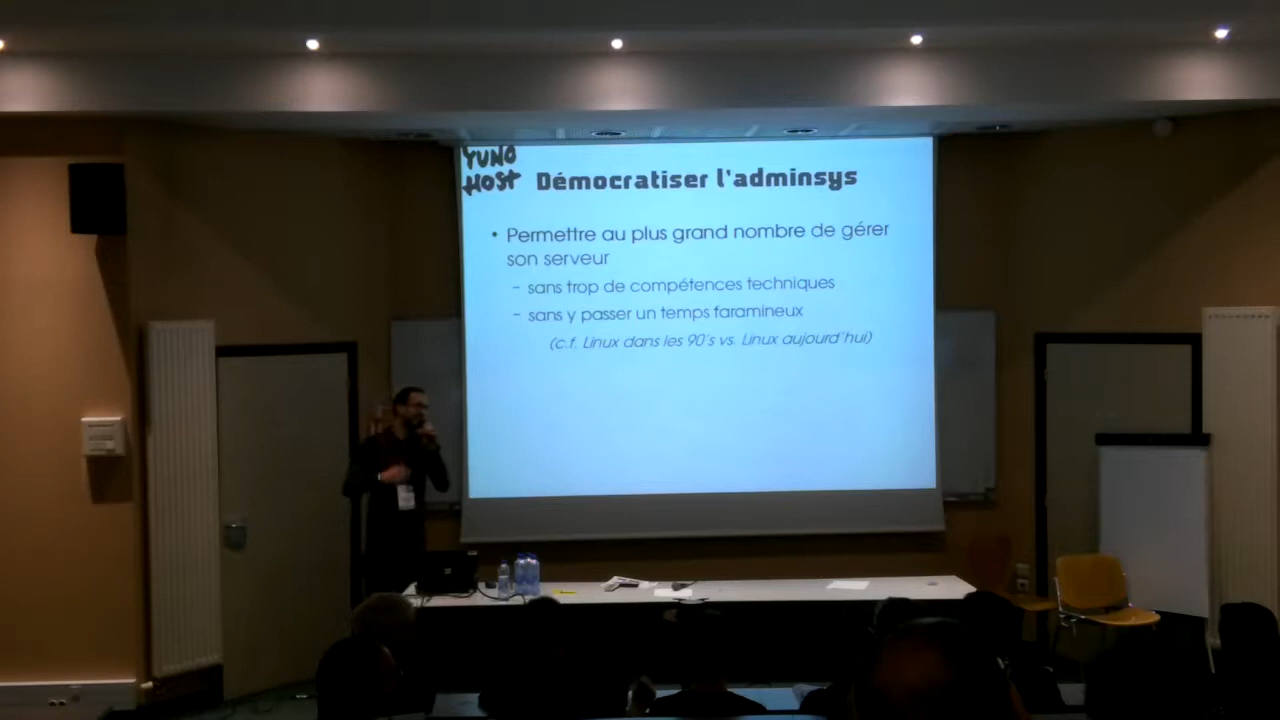 YUNO
HOST
Démocratiser l'adminsys
• Permettre au plus grand nombre de gérer
son serveur
- sans trop de compétences techniques
- sans y passer un temps faramineux
(c.f. Linux dans les 90's vs. Linux aujourd'hui)